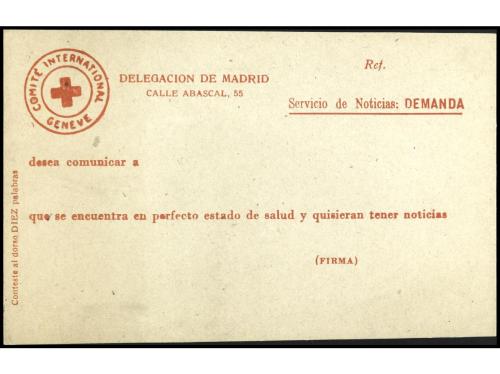 COMITÉ INTERNATIONAL
GENEVE
DELEGACION DE MADRID
CALLE ABASCAL, 55
Ref.
Servicio de Noticias: DEMANDA
desea comunicar a
que se encuentra en perfecto estado de salud y quisieran tener noticias
(FIRMA)
Conteste al dorso DIEZ palabras